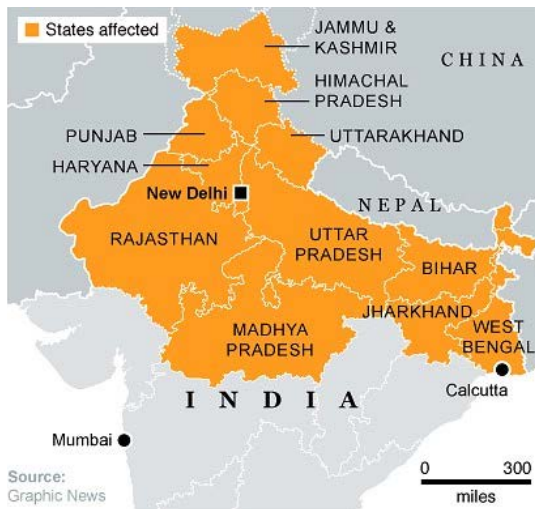 States affected
JAMMU
& KASHMIR
CHINA
HIMACHAL
PRADESH
PUNJAB
UTTARAKHAND
HARYANA
New Delhi
NEPAL
RAJASTHAN
UTTAR
PRADESH
BIHAR
JHARKHAND
WEST
BENGAL
MADHYA
PRADESH
INDIA
Calcutta
Mumbai
Source:
Graphic News
0 300
miles